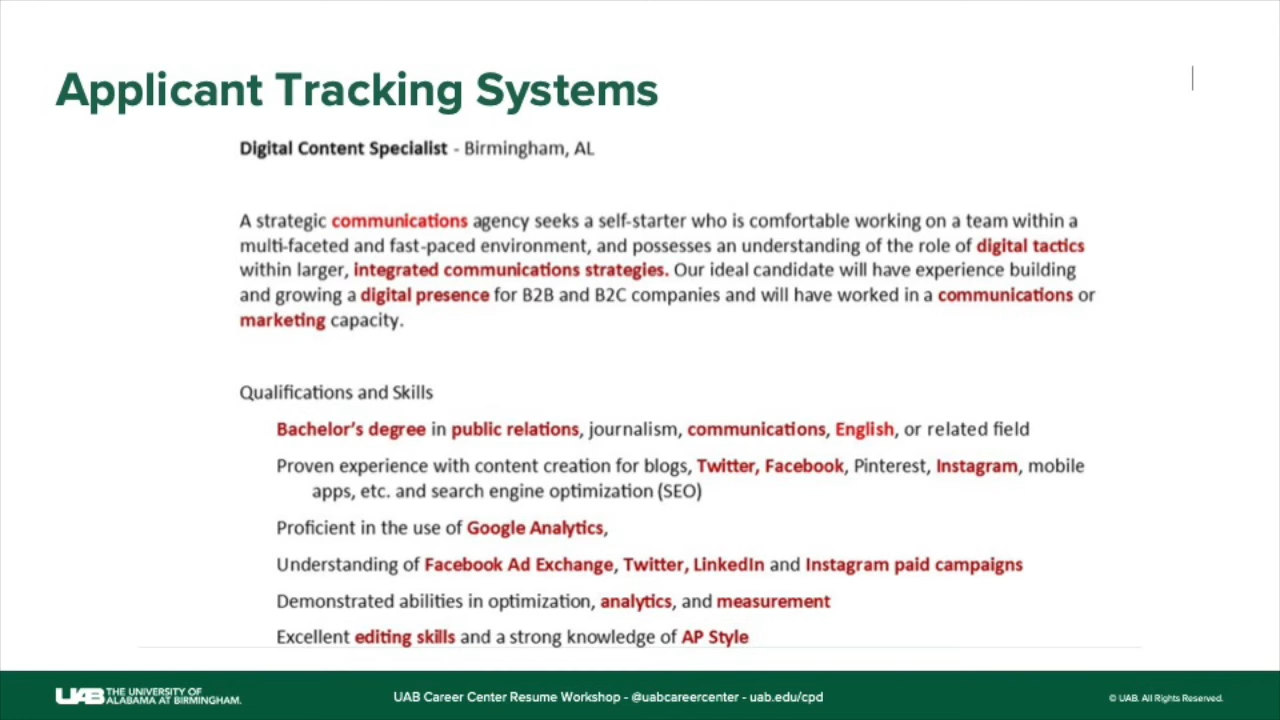 Applicant Tracking Systems
Digital Content Specialist - Birmingham, AL
A strategic communications agency seeks a self-starter who is comfortable working on a team within a
multi-faceted and fast-paced environment, and possesses an understanding of the role of digital tactics
within larger, integrated communications strategies. Our ideal candidate will have experience building
and growing a digital presence for B2B and B2C companies and will have worked in a communications or
marketing capacity.
Qualifications and Skills
Bachelor's degree in public relations, journalism, communications, English, or related field
Proven experience with content creation for blogs, Twitter, Facebook, Pinterest, Instagram, mobile
apps, etc. and search engine optimization (SEO)
Proficient in the use of Google Analytics,
Understanding of Facebook Ad Exchange, Twitter, LinkedIn and Instagram paid campaigns
Demonstrated abilities in optimization, analytics, and measurement
Excellent editing skills and a strong knowledge of AP Style
UAB THE UNIVERSITY OF
ALABAMA AT BIRMINGHAM.
UAB Career Center Resume Workshop - @uabcareercenter - uab.edu/cpd
© UAB. All Rights Reserved.